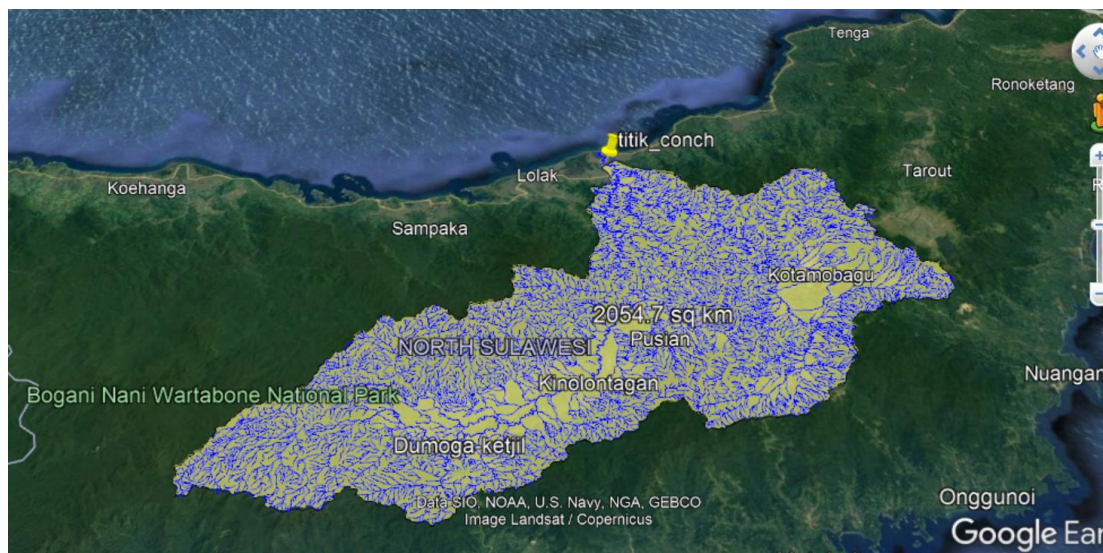 Tenga
Ronoketang
titik_conch
Tarout
Lolak
Koehanga
Sampaka
Kotamobagu
2054.7 sq km
Pusian
NORTH SULAWESI
Nuangan
Kinolontagan
Bogani Nani Wartabone National Park
Dumoga-ketjil
Onggunoi
Data SIO, NOAA, U.S. Navy, NGA, GEBCO
Image Landsat / Copernicus
Google Ear